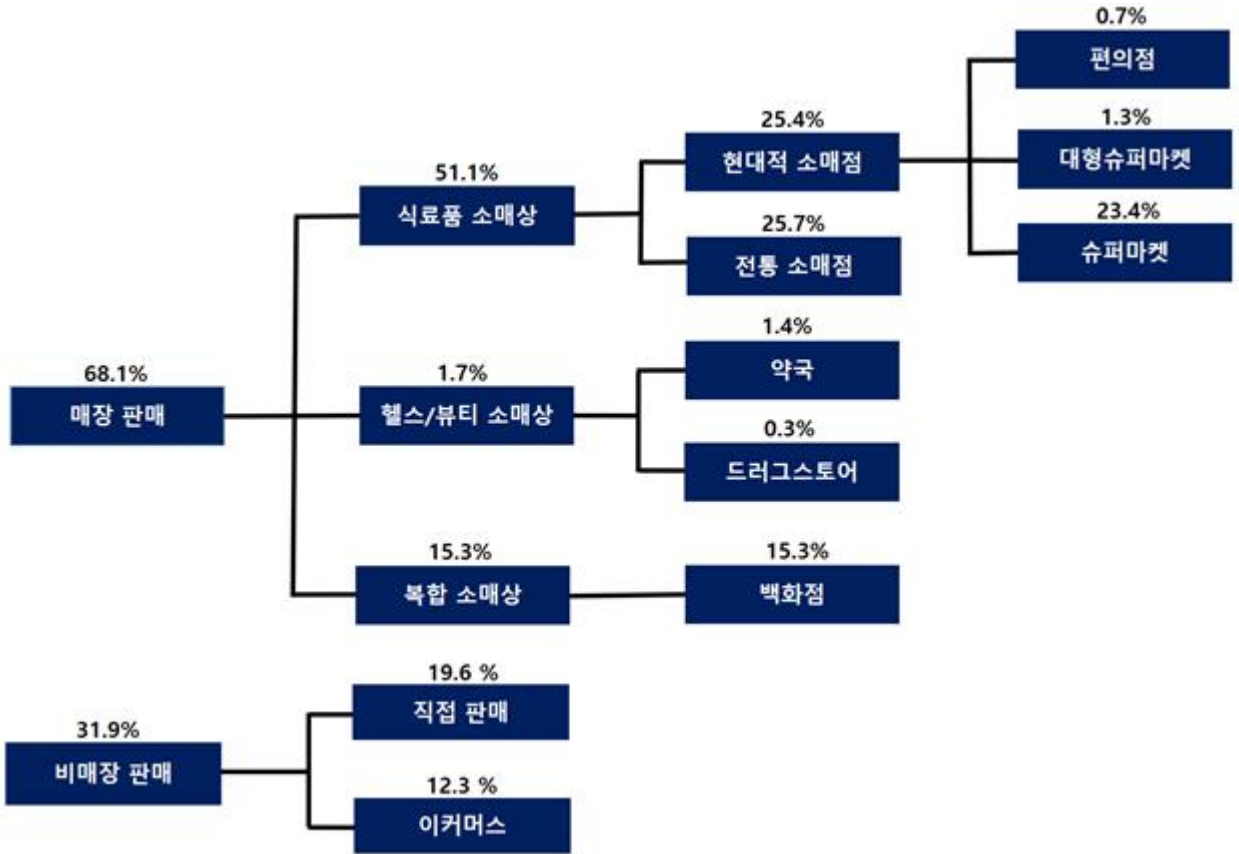 0.7%
편의점
1.3%
대형슈퍼마켓
23.4%
슈퍼마켓
25.4%
현대적 소매점
25.7%
전통 소매점
51.1%
식료품 소매상
1.4%
약국
0.3%
드러그스토어
1.7%
헬스/뷰티 소매상
68.1%
매장 판매
15.3%
복합 소매상
15.3%
백화점
19.6 %
직접 판매
31.9%
비매장 판매
12.3 %
이커머스